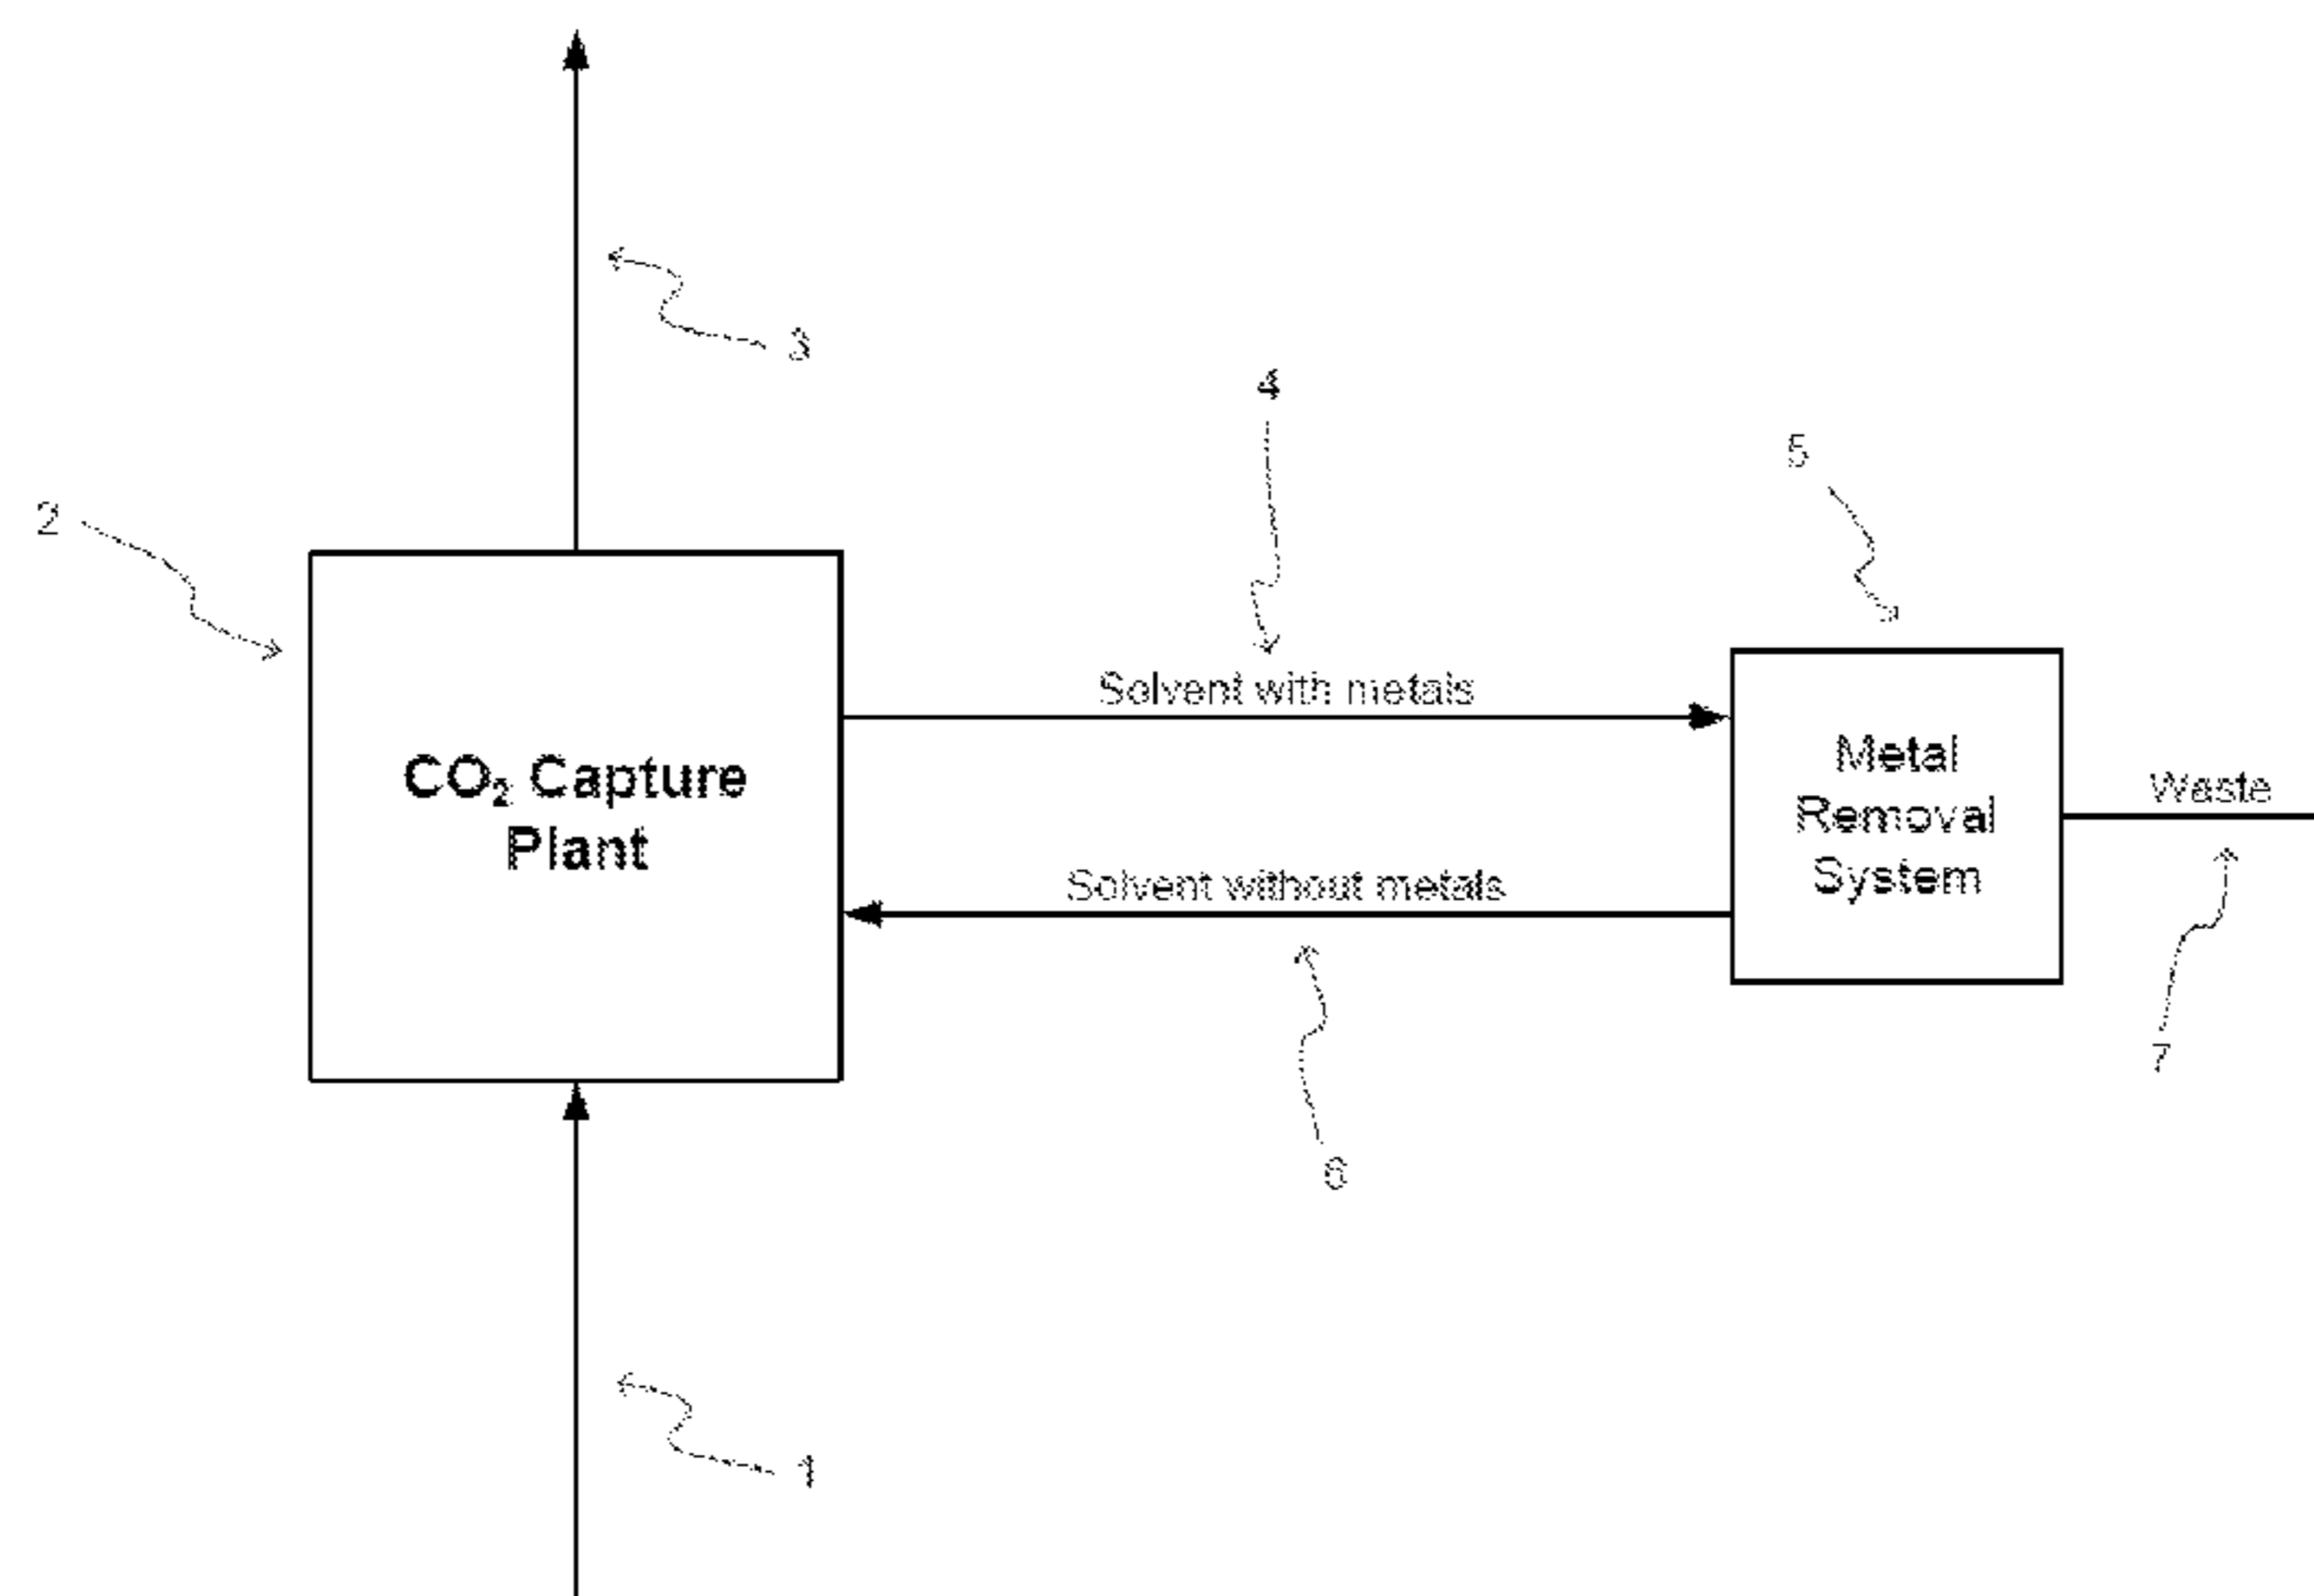 3
4
5
2
Solvent with metals
CO₂ Capture
Plant
Metal
Removal
System
Waste
Solvent without metals
7
6
1